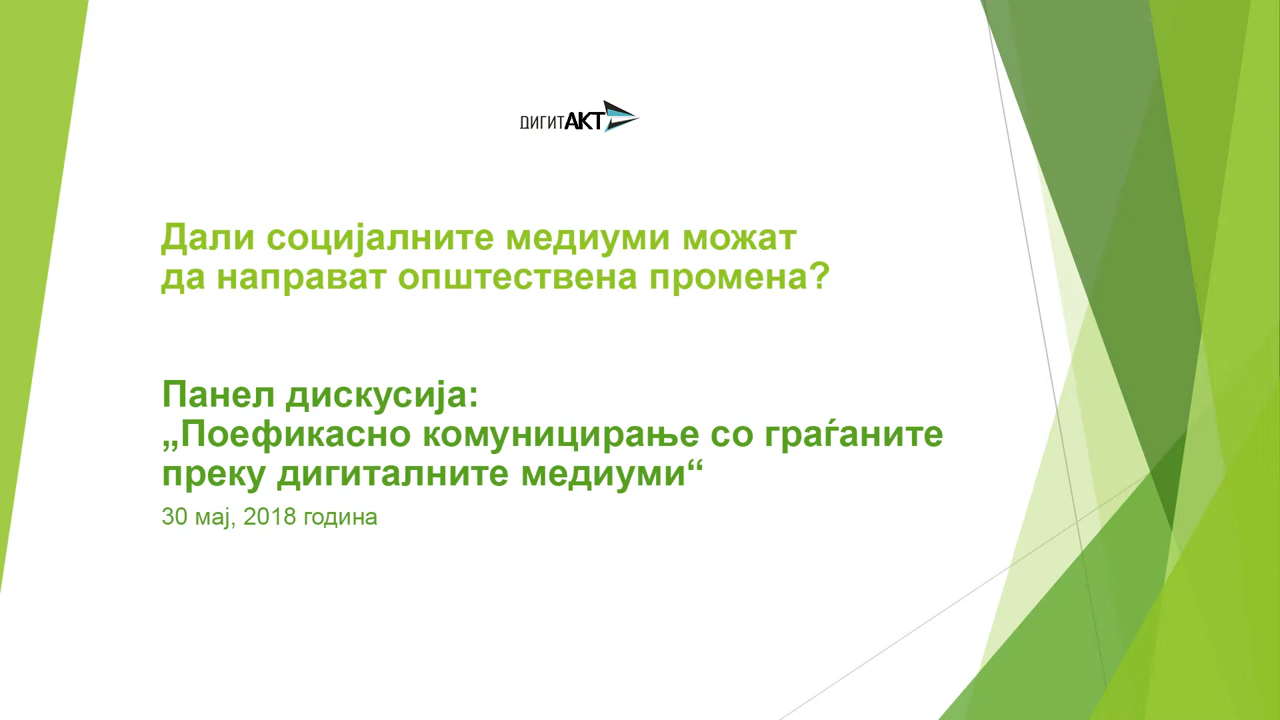 дигитАКТ
Дали социјалните медиуми можат
да направат општествена промена?
Панел дискусија:
„Поефикасно комуницирање со граѓаните
преку дигиталните медиуми“
30 мај, 2018 година